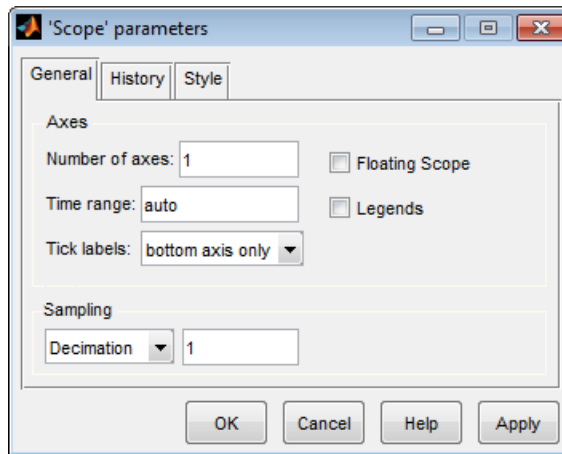 'Scope' parameters
General History Style
Axes
Number of axes: 1
Floating Scope
Time range: auto
Legends
Tick labels: bottom axis only
Sampling
Decimation 1
OK Cancel Help Apply